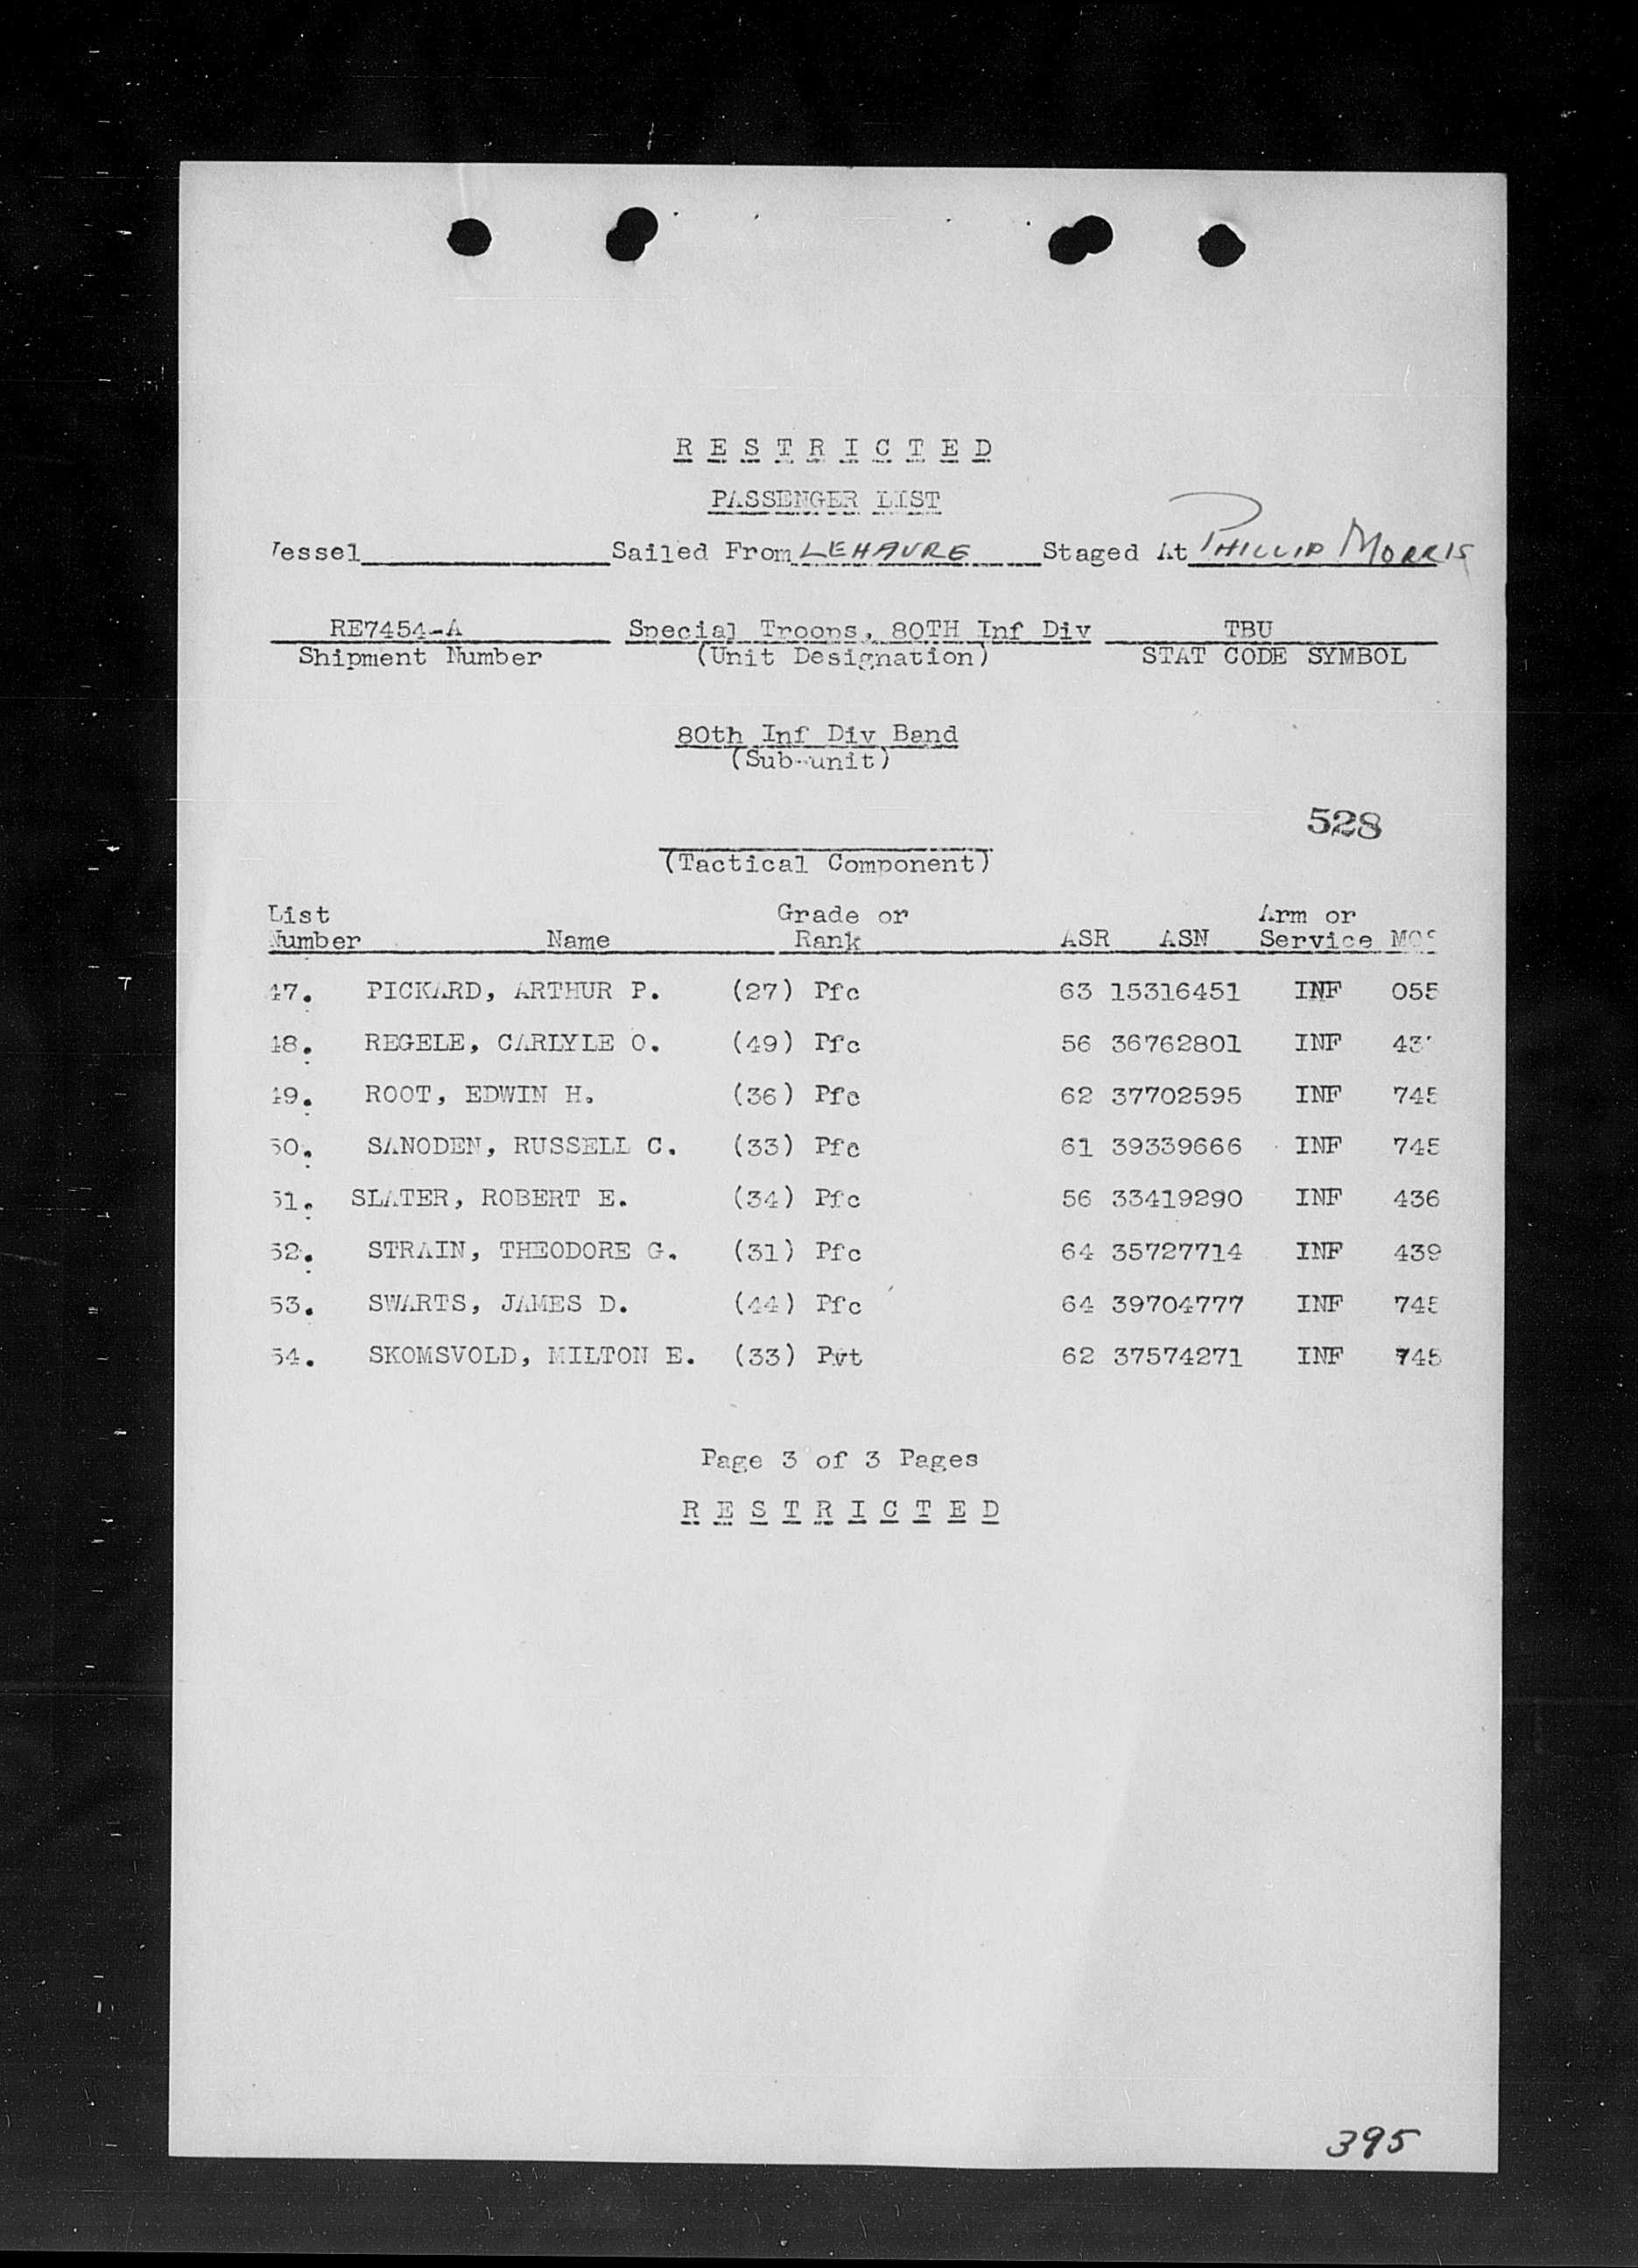 R E S T R I C T E D
PASSENGER LIST
Vessel Sailed From LEHAVRE Staged At PHILLIP MORRIS
RE7454-A Special Troops, 80TH Inf Div TBU
Shipment Number (Unit Designation) STAT CODE SYMBOL
80th Inf Div Band
(Sub-unit)
528
(Tactical Component)
List Grade or Arm or
Number Name Rank ASR ASN Service MOS
47. PICKARD, ARTHUR P. (27) Pfc 63 15316451 INF 055
48. REGELE, CARLYLE O. (49) Pfc 56 36762801 INF
49. ROOT, EDWIN H. (36) Pfc 62 37702595 INF 745
50. SANODEN, RUSSELL C. (33) Pfc 61 39339666 INF 745
51. SLATER, ROBERT E. (34) Pfc 56 33419290 INF 436
52. STRAIN, THEODORE G. (31) Pfc 64 35727714 INF 439
53. SWARTS, JAMES D. (44) Pfc 64 39704777 INF 745
54. SKOMSVOLD, MILTON E. (33) Pvt 62 37574271 INF 745
Page 3 of 3 Pages
R E S T R I C T E D
395